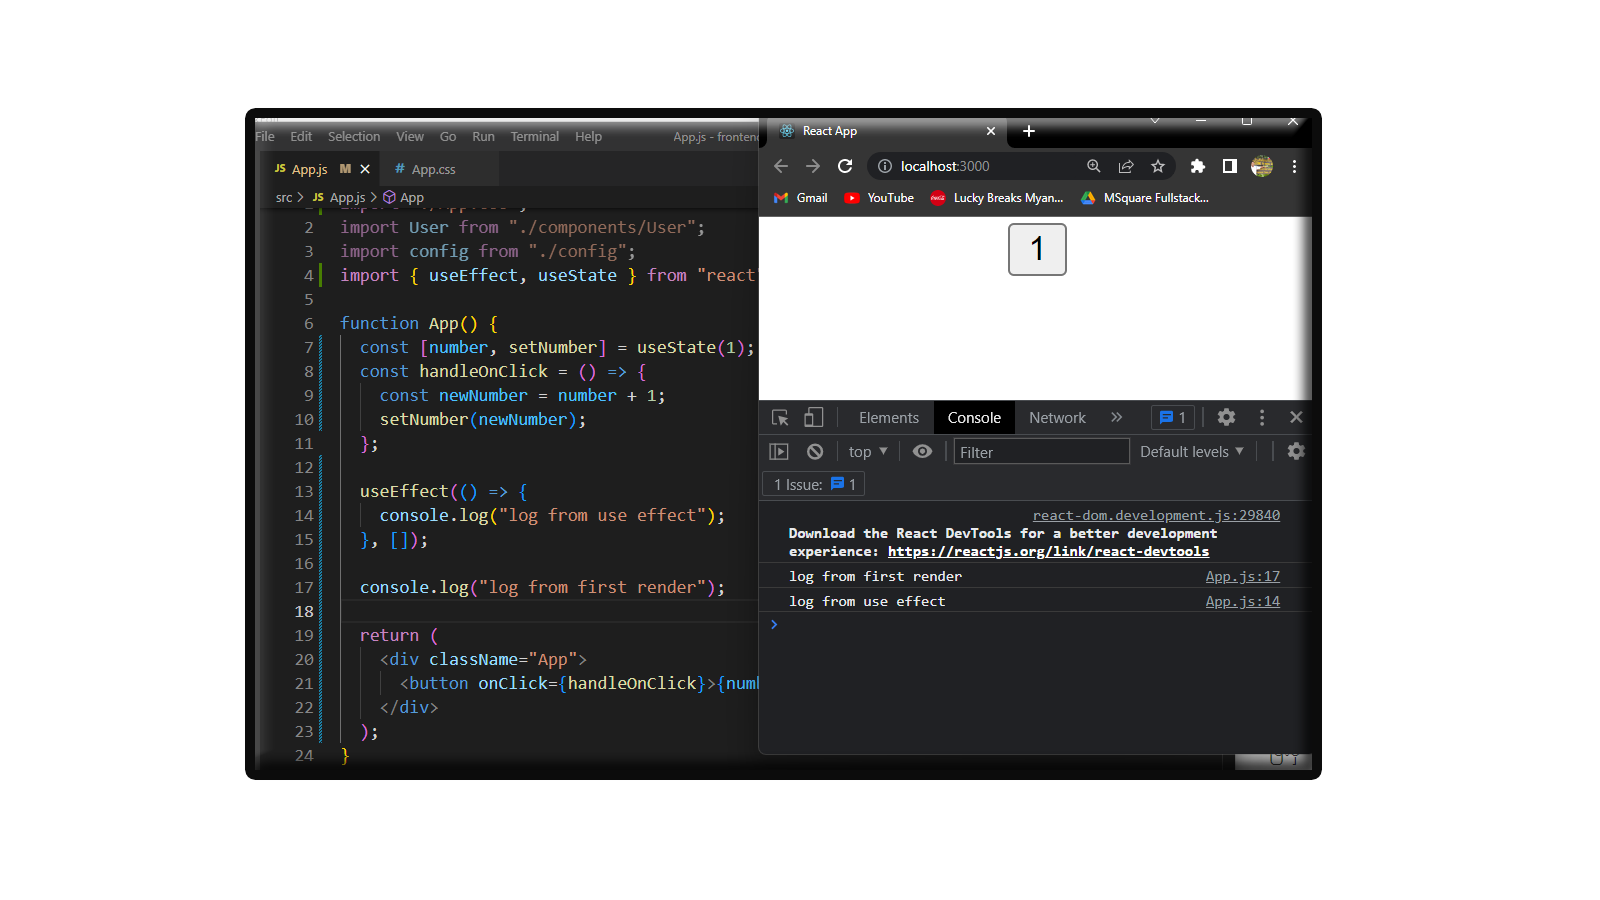 File Edit Selection View Go Run Terminal Help App.js - frontend
JS App.js M App.css
src > JS App.js > App
2 import User from "./components/User";
3 import config from "./config";
4 import { useEffect, useState } from "react"
5
6 function App() {
7 const [number, setNumber] = useState(1);
8 const handleOnClick = () => {
9 const newNumber = number + 1;
10 setNumber(newNumber);
11 };
12
13 useEffect(() => {
14 console.log("log from use effect");
15 }, []);
16
17 console.log("log from first render");
18
19 return (
20 <div className="App">
21 <button onClick={handleOnClick}>{numb
22 </div>
23 );
24 }
React App
localhost:3000
Gmail YouTube Lucky Breaks Myan... MSquare Fullstack...
1
Elements Console Network 1
top Filter Default levels
1 Issue: 1
react-dom.development.js:29840
Download the React DevTools for a better development
experience: https://reactjs.org/link/react-devtools
log from first render App.js:17
log from use effect App.js:14